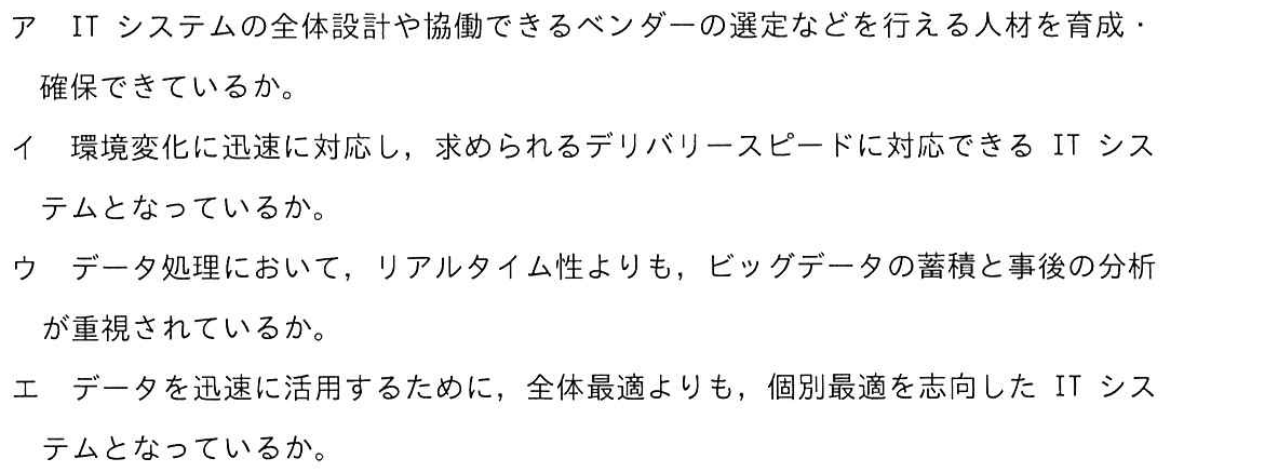 ア　IT システムの全体設計や協働できるベンダーの選定などを行える人材を育成・
確保できているか。
イ　環境変化に迅速に対応し，求められるデリバリースピードに対応できる IT シス
テムとなっているか。
ウ　データ処理において，リアルタイム性よりも，ビッグデータの蓄積と事後の分析
が重視されているか。
エ　データを迅速に活用するために，全体最適よりも，個別最適を志向した IT シス
テムとなっているか。